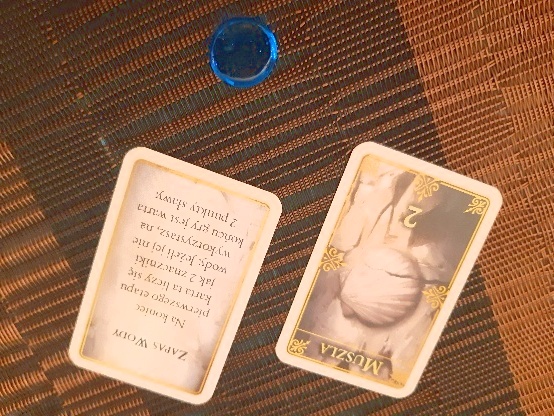 ZAPAS WODY
Na koniec
pierwszego etapu
karta ta liczy się
jak 2 znaczniki
wody; jeżeli jej nie
wykorzystasz, na
końcu gry jest warta
2 punkty sławy.
MUSZLA
2